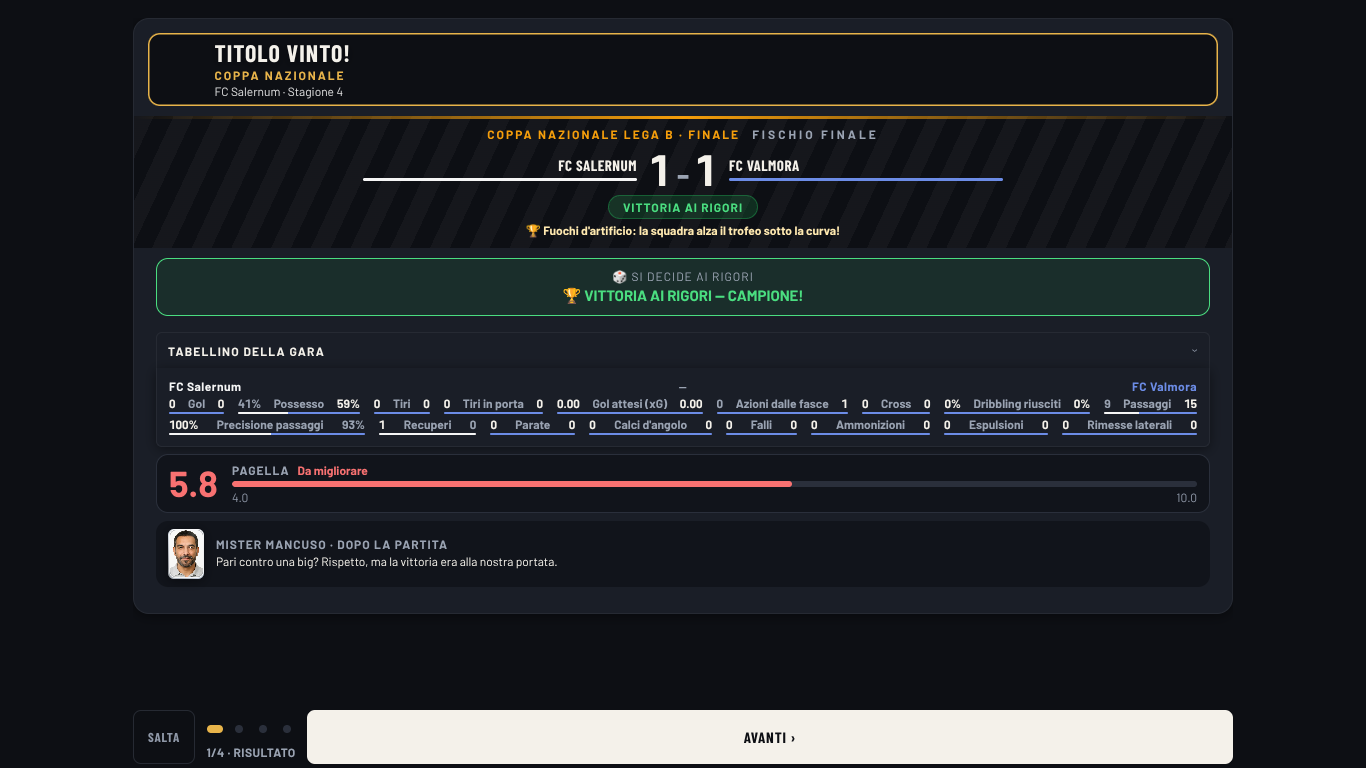 TITOLO VINTO!
COPPA NAZIONALE
FC Salernum · Stagione 4
COPPA NAZIONALE LEGA B · FINALE FISCHIO FINALE
FC SALERNUM 1 - 1 FC VALMORA
VITTORIA AI RIGORI
🏆 Fuochi d'artificio: la squadra alza il trofeo sotto la curva!
🎲 SI DECIDE AI RIGORI
🏆 VITTORIA AI RIGORI — CAMPIONE!
TABELLINO DELLA GARA
FC Salernum – FC Valmora
0 Gol 0 41% Possesso 59% 0 Tiri 0 0 Tiri in porta 0 0.00 Gol attesi (xG) 0.00 0 Azioni dalle fasce 1 0 Cross 0 0% Dribbling riusciti 0% 9 Passaggi 15
100% Precisione passaggi 93% 1 Recuperi 0 0 Parate 0 0 Calci d'angolo 0 0 Falli 0 0 Ammonizioni 0 0 Espulsioni 0 0 Rimesse laterali 0
5.8 PAGELLA Da migliorare
4.0 10.0
MISTER MANCUSO · DOPO LA PARTITA
Pari contro una big? Rispetto, ma la vittoria era alla nostra portata.
SALTA
1/4 · RISULTATO
AVANTI ›